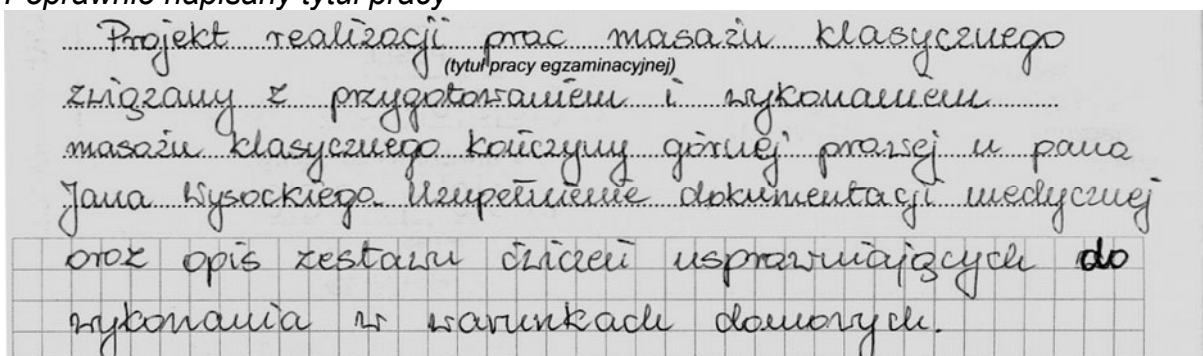 Poprawnie napisany tytuł pracy
Projekt realizacji prac masażu klasycznego
(tytuł pracy egzaminacyjnej)
związany z przygotowaniem i wykonaniem
masażu klasycznego kończyny górnej prawej u pana
Jana Wysockiego. Uzupełnienie dokumentacji medycznej
oraz opis zestawu ćwiczeń usprawniających do
wykonania w warunkach domowych.